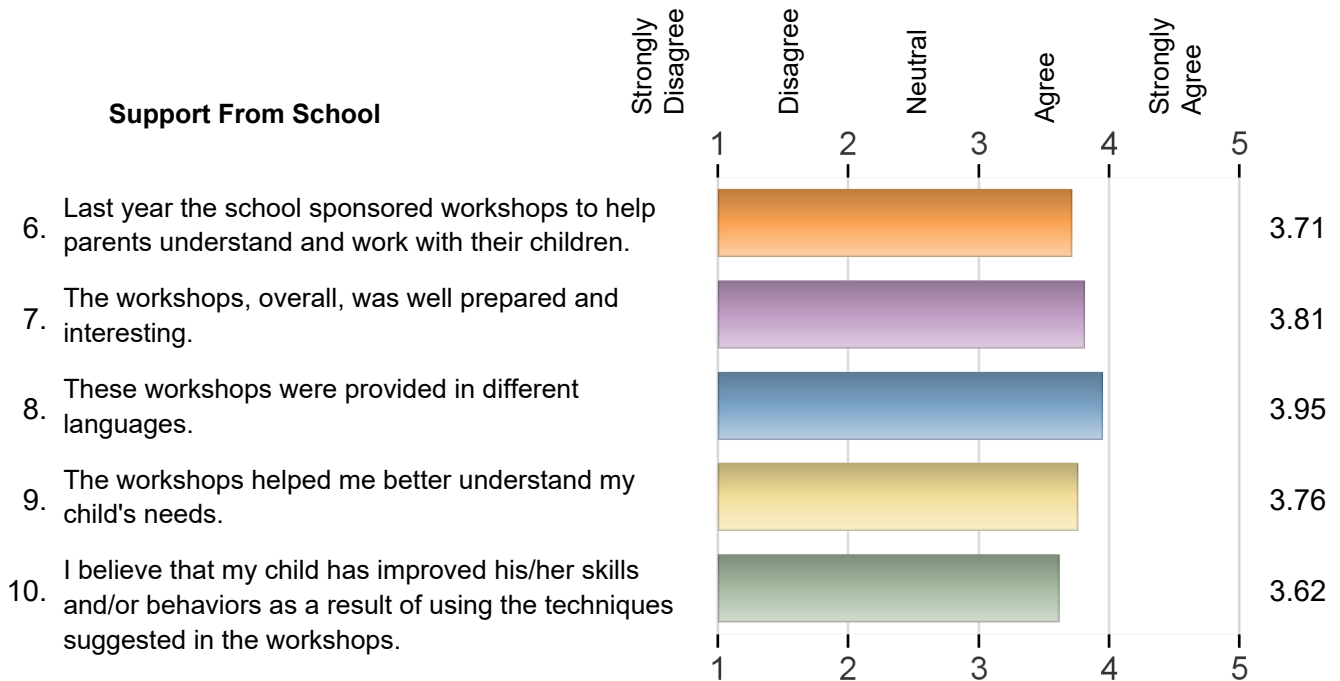 Strongly
Disagree
Disagree
Neutral
Agree
Strongly
Agree
Support From School
1 2 3 4 5
6. Last year the school sponsored workshops to help
parents understand and work with their children.
3.71
7. The workshops, overall, was well prepared and
interesting.
3.81
8. These workshops were provided in different
languages.
3.95
9. The workshops helped me better understand my
child's needs.
3.76
10. I believe that my child has improved his/her skills
and/or behaviors as a result of using the techniques
suggested in the workshops.
3.62
1 2 3 4 5